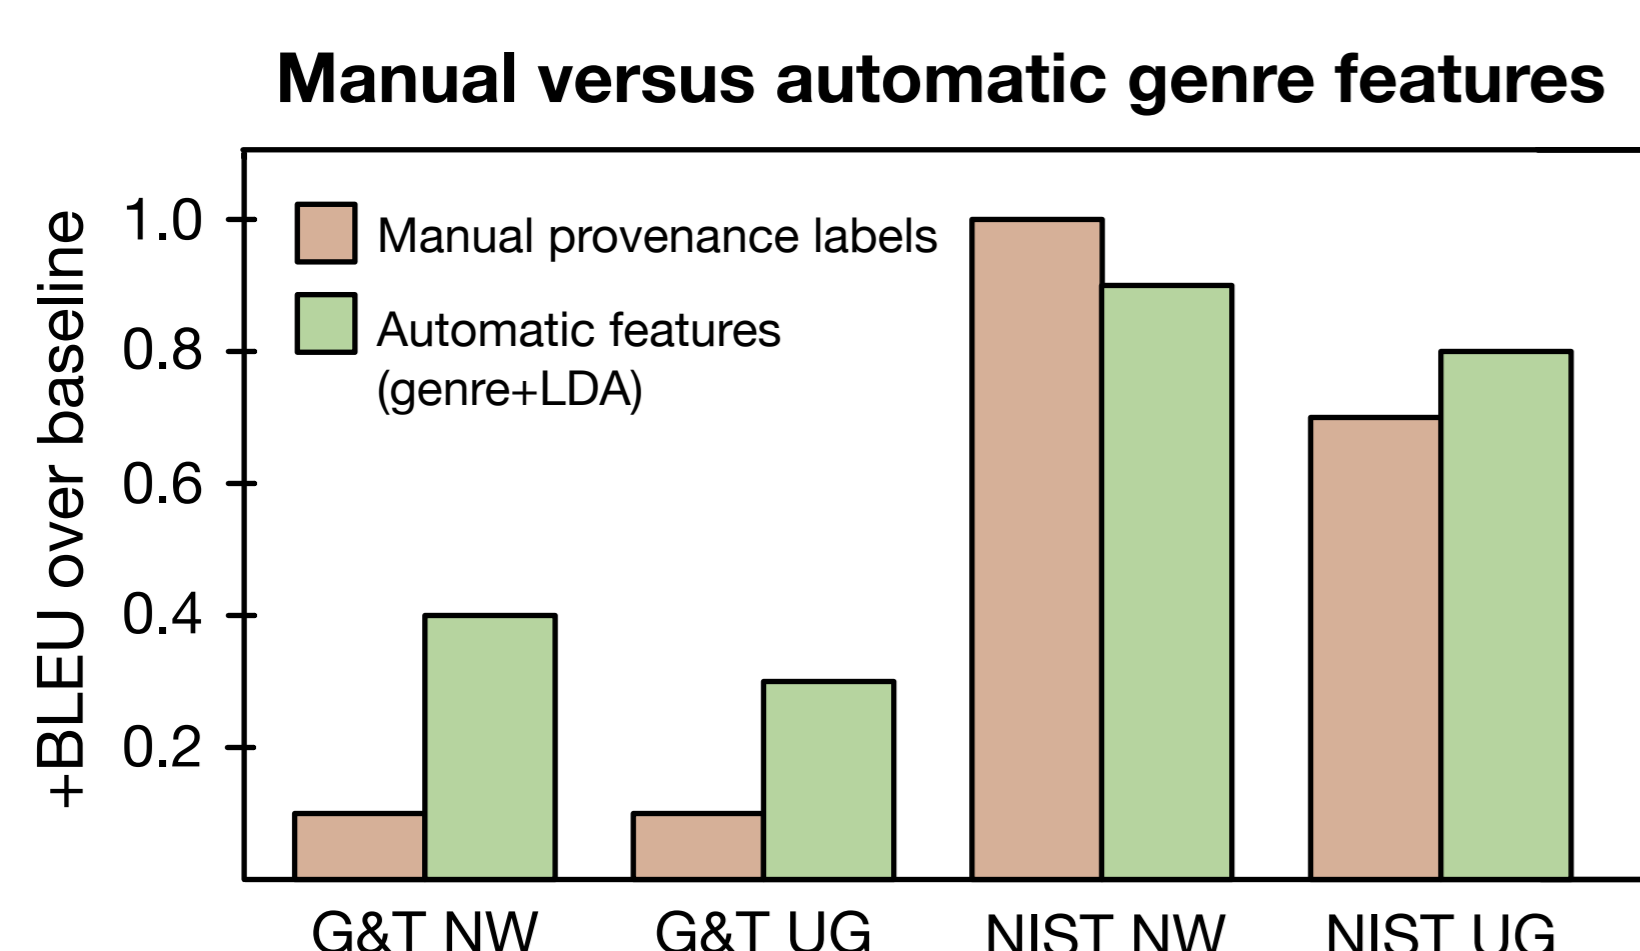 Manual versus automatic genre features
+BLEU over baseline
1.0
0.8
0.6
0.4
0.2
Manual provenance labels
Automatic features
(genre+LDA)
G&T NW
G&T UG
NIST NW
NIST UG